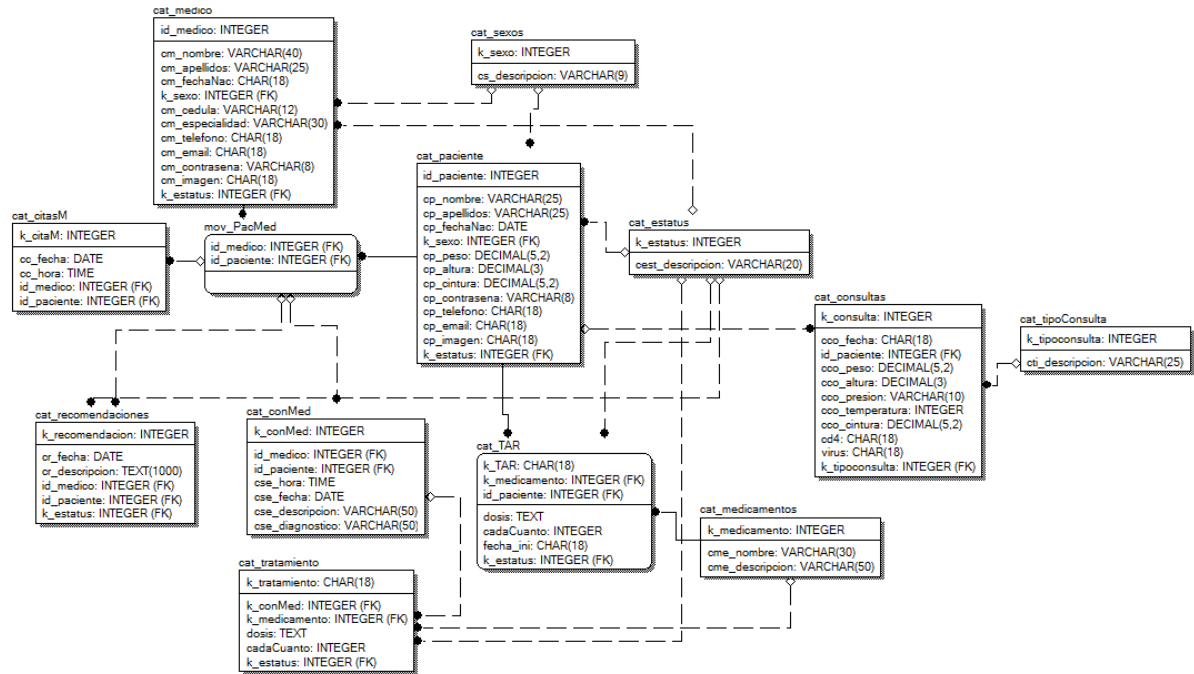 cat_medico
id_medico: INTEGER
cm_nombre: VARCHAR(40)
cm_apellidos: VARCHAR(25)
cm_fechaNac: CHAR(18)
k_sexo: INTEGER (FK)
cm_cedula: VARCHAR(12)
cm_especialidad: VARCHAR(30)
cm_telefono: CHAR(18)
cm_email: CHAR(18)
cm_contrasena: VARCHAR(8)
cm_imagen: CHAR(18)
k_estatus: INTEGER (FK)
cat_sexos
k_sexo: INTEGER
cs_descripcion: VARCHAR(9)
cat_paciente
id_paciente: INTEGER
cp_nombre: VARCHAR(25)
cp_apellidos: VARCHAR(25)
cp_fechaNac: DATE
k_sexo: INTEGER (FK)
cp_peso: DECIMAL(5,2)
cp_altura: DECIMAL(3)
cp_cintura: DECIMAL(5,2)
cp_contrasena: VARCHAR(8)
cp_telefono: CHAR(18)
cp_email: CHAR(18)
cp_imagen: CHAR(18)
k_estatus: INTEGER (FK)
cat_citasM
k_citaM: INTEGER
cc_fecha: DATE
cc_hora: TIME
id_medico: INTEGER (FK)
id_paciente: INTEGER (FK)
mov_PacMed
id_medico: INTEGER (FK)
id_paciente: INTEGER (FK)
cat_estatus
k_estatus: INTEGER
cest_descripcion: VARCHAR(20)
cat_consultas
k_consulta: INTEGER
cco_fecha: CHAR(18)
id_paciente: INTEGER (FK)
cco_peso: DECIMAL(5,2)
cco_altura: DECIMAL(3)
cco_presion: VARCHAR(10)
cco_temperatura: INTEGER
cco_cintura: DECIMAL(5,2)
cd4: CHAR(18)
virus: CHAR(18)
k_tipoconsulta: INTEGER (FK)
cat_tipoConsulta
k_tipoconsulta: INTEGER
cti_descripcion: VARCHAR(25)
cat_recomendaciones
k_recomendacion: INTEGER
cr_fecha: DATE
cr_descripcion: TEXT(1000)
id_medico: INTEGER (FK)
id_paciente: INTEGER (FK)
k_estatus: INTEGER (FK)
cat_conMed
k_conMed: INTEGER
id_medico: INTEGER (FK)
id_paciente: INTEGER (FK)
cse_hora: TIME
cse_fecha: DATE
cse_descripcion: VARCHAR(50)
cse_diagnostico: VARCHAR(50)
cat_TAR
k_TAR: CHAR(18)
k_medicamento: INTEGER (FK)
id_paciente: INTEGER (FK)
dosis: TEXT
cadaCuanto: INTEGER
fecha_ini: CHAR(18)
k_estatus: INTEGER (FK)
cat_medicamentos
k_medicamento: INTEGER
cme_nombre: VARCHAR(30)
cme_descripcion: VARCHAR(50)
cat_tratamiento
k_tratamiento: CHAR(18)
k_conMed: INTEGER (FK)
k_medicamento: INTEGER (FK)
dosis: TEXT
cadaCuanto: INTEGER
k_estatus: INTEGER (FK)